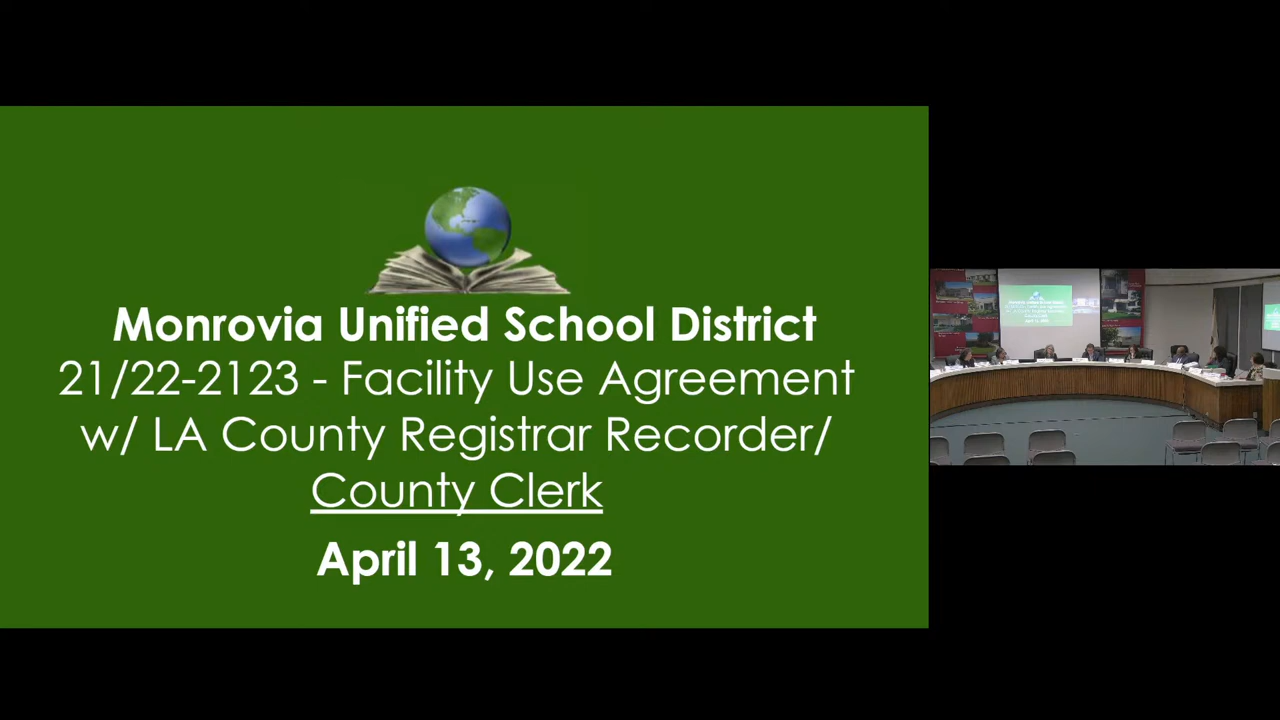 Monrovia Unified School District
21/22-2123 - Facility Use Agreement
w/ LA County Registrar Recorder/
County Clerk
April 13, 2022